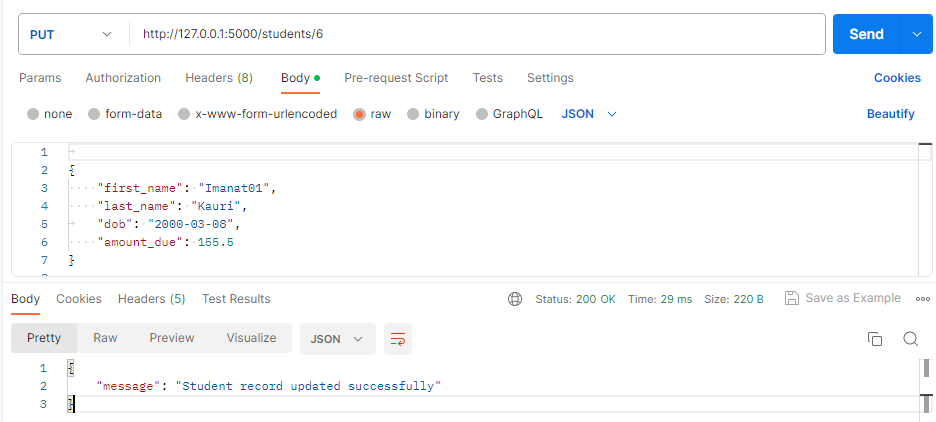 PUT http://127.0.0.1:5000/students/6 Send
Params Authorization Headers (8) Body Pre-request Script Tests Settings Cookies
none form-data x-www-form-urlencoded raw binary GraphQL JSON Beautify
1
2 {
3 "first_name": "Imanat01",
4 "last_name": "Kauri",
5 "dob": "2000-03-08",
6 "amount_due": 155.5
7 }
Body Cookies Headers (5) Test Results Status: 200 OK Time: 29 ms Size: 220 B Save as Example
Pretty Raw Preview Visualize JSON
1 {
2 "message": "Student record updated successfully"
3 }